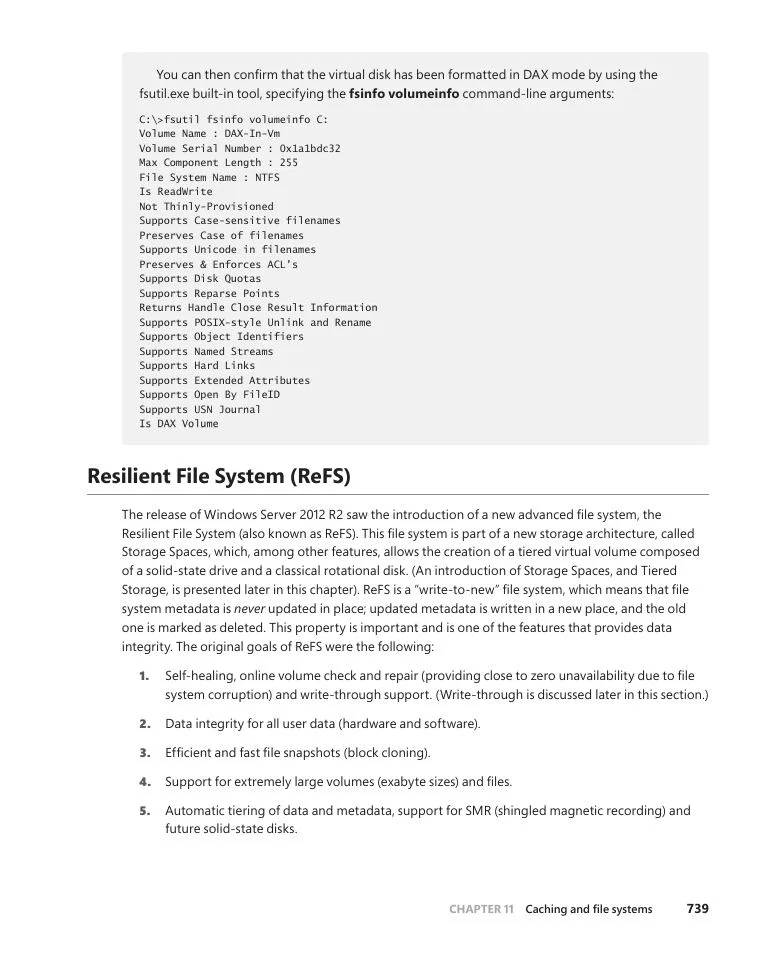 You can then confirm that the virtual disk has been formatted in DAX mode by using the
fsutil.exe built-in tool, specifying the fsinfo volumeinfo command-line arguments:
C:\>fsutil fsinfo volumeinfo C:
Volume Name : DAX-In-Vm
Volume Serial Number : 0x1a1bdc32
Max Component Length : 255
File System Name : NTFS
Is ReadWrite
Not Thinly-Provisioned
Supports Case-sensitive filenames
Preserves Case of filenames
Supports Unicode in filenames
Preserves & Enforces ACL's
Supports Disk Quotas
Supports Reparse Points
Returns Handle Close Result Information
Supports POSIX-style Unlink and Rename
Supports Object Identifiers
Supports Named Streams
Supports Hard Links
Supports Extended Attributes
Supports Open By FileID
Supports USN Journal
Is DAX Volume
Resilient File System (ReFS)
The release of Windows Server 2012 R2 saw the introduction of a new advanced file system, the
Resilient File System (also known as ReFS). This file system is part of a new storage architecture, called
Storage Spaces, which, among other features, allows the creation of a tiered virtual volume composed
of a solid-state drive and a classical rotational disk. (An introduction of Storage Spaces, and Tiered
Storage, is presented later in this chapter). ReFS is a “write-to-new” file system, which means that file
system metadata is never updated in place; updated metadata is written in a new place, and the old
one is marked as deleted. This property is important and is one of the features that provides data
integrity. The original goals of ReFS were the following:
1. Self-healing, online volume check and repair (providing close to zero unavailability due to file
system corruption) and write-through support. (Write-through is discussed later in this section.)
2. Data integrity for all user data (hardware and software).
3. Efficient and fast file snapshots (block cloning).
4. Support for extremely large volumes (exabyte sizes) and files.
5. Automatic tiering of data and metadata, support for SMR (shingled magnetic recording) and
future solid-state disks.
CHAPTER 11 Caching and file systems 739